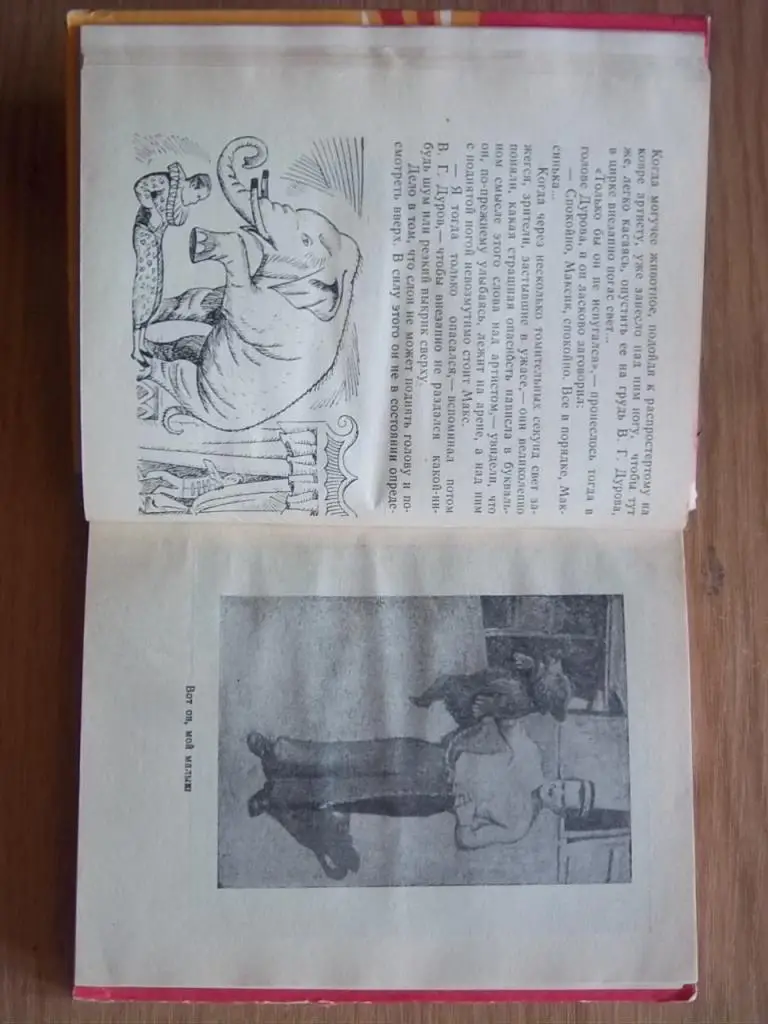 Когда могучее животное, подойдя к распростертому на
ковре артисту, уже занесло над ним ногу, чтобы тут
же, легко касаясь, опустить ее на грудь В. Г. Дурова,
в цирке внезапно погас свет...
«Только бы он не испугался»,— пронеслось тогда в
голове Дурова, и он ласково заговорил:
— Спокойно, Максик, спокойно. Все в порядке, Мак-
синька...
Когда через несколько томительных секунд свет за-
жегся, зрители, застывшие в ужасе,— они великолепно
поняли, какая страшная опасность нависла в букваль-
ном смысле этого слова над артистом,— увидели, что
он, по-прежнему улыбаясь, лежит на арене, а над ним
с поднятой ногой невозмутимо стоит Макс.
— Я тогда только опасался,— вспоминал потом
В. Г. Дуров,— чтобы внезапно не раздался какой-ни-
будь шум или резкий выкрик сверху.
Дело в том, что слон не может поднять голову и по-
смотреть вверх. В силу этого он не в состоянии опреде-
Вот он, мой малыш!